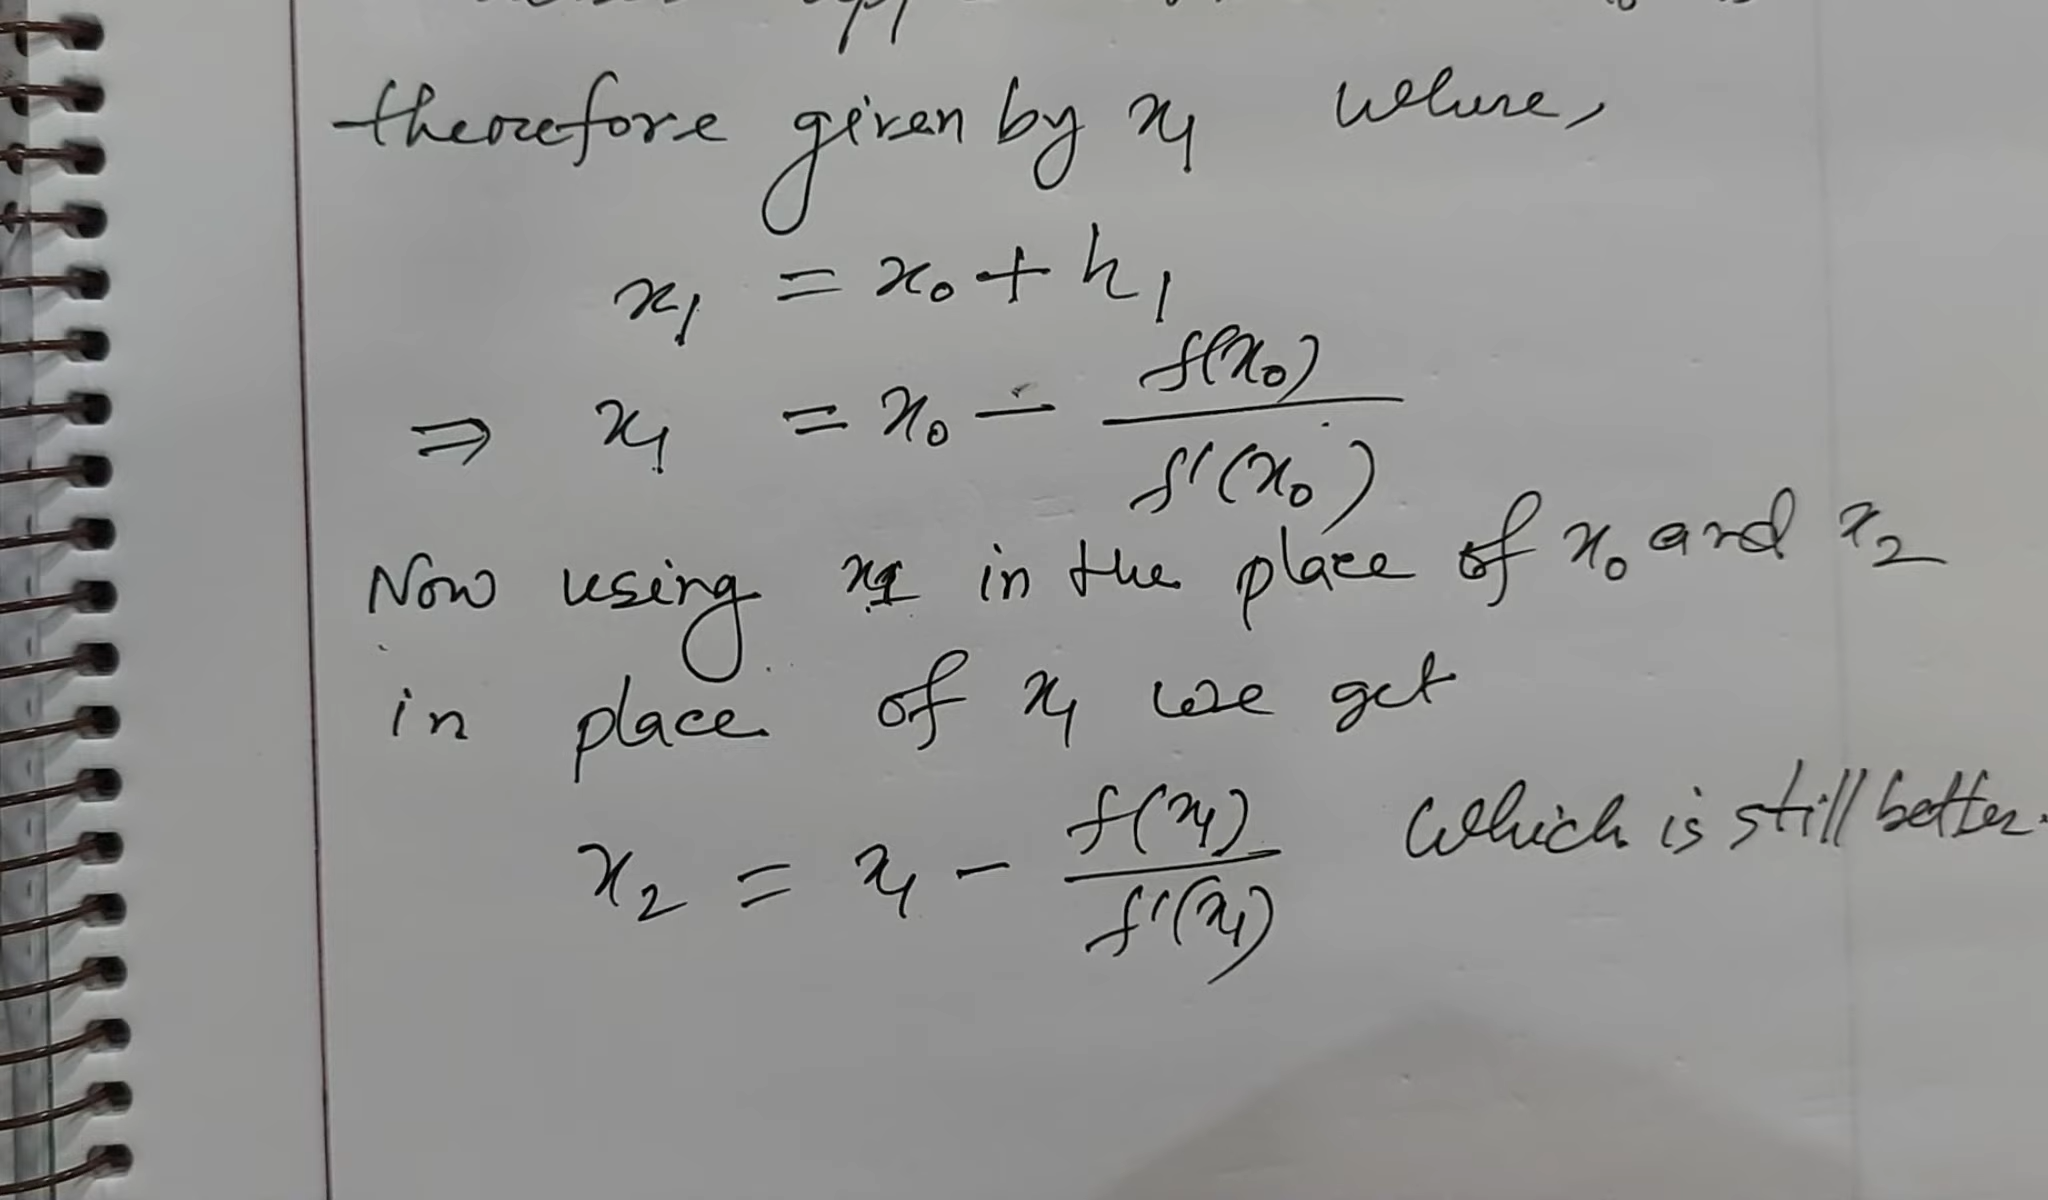 therefore given by x₁ where,
x₁ = x₀ + h₁
⇒ x₁ = x₀ - f(x₀) / f'(x₀)
Now using x₁ in the place of x₀ and x₂
in place of x₁ we get
x₂ = x₁ - f(x₁) / f'(x₁) which is still better.